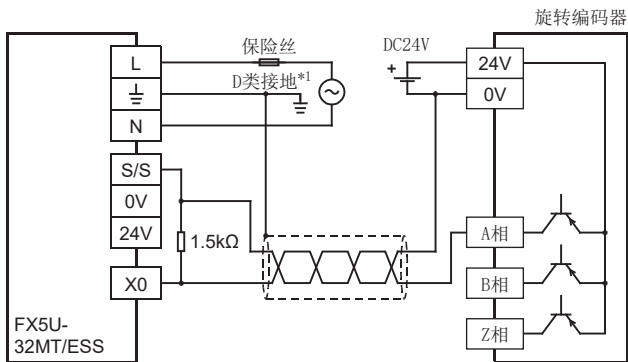 旋转编码器
保险丝
DC24V
L
D类接地*1
24V
+
0V
N
S/S
0V
24V
1.5kΩ
A相
X0
B相
Z相
FX5U-
32MT/ESS